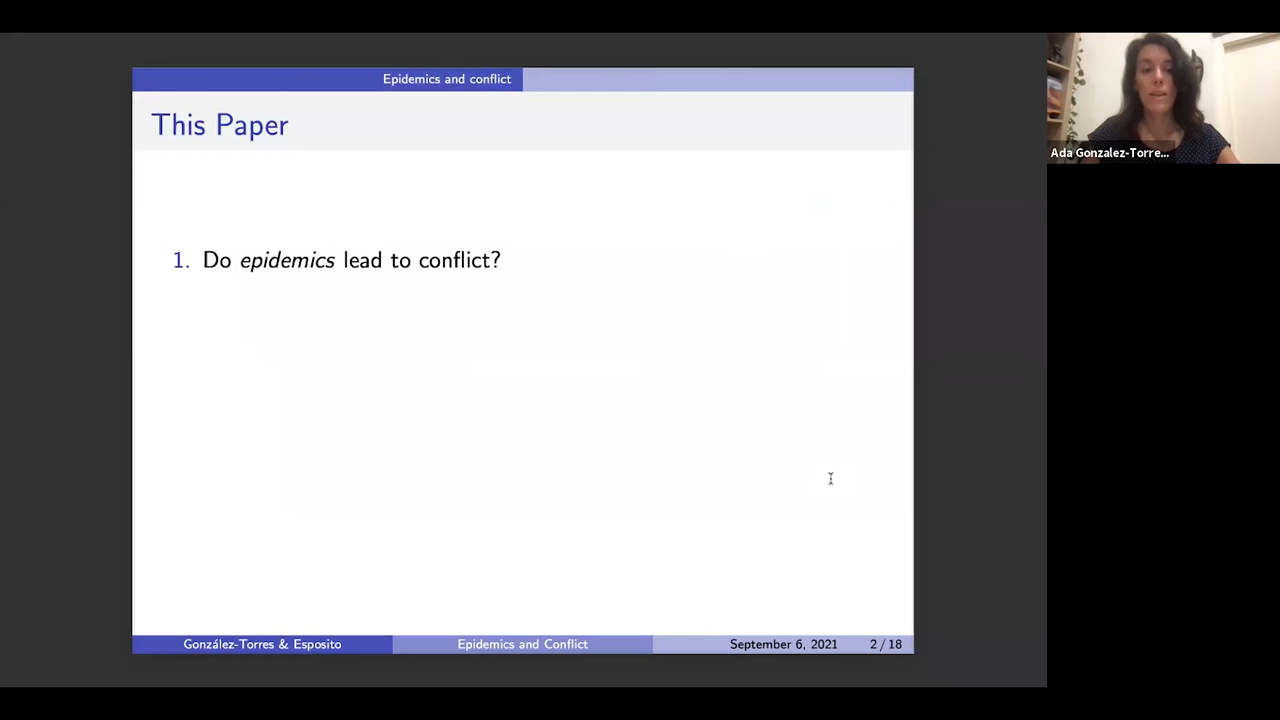 Epidemics and conflict
This Paper
1. Do epidemics lead to conflict?
González-Torres & Esposito
Epidemics and Conflict
September 6, 2021
2 / 18
Ada Gonzalez-Torre...